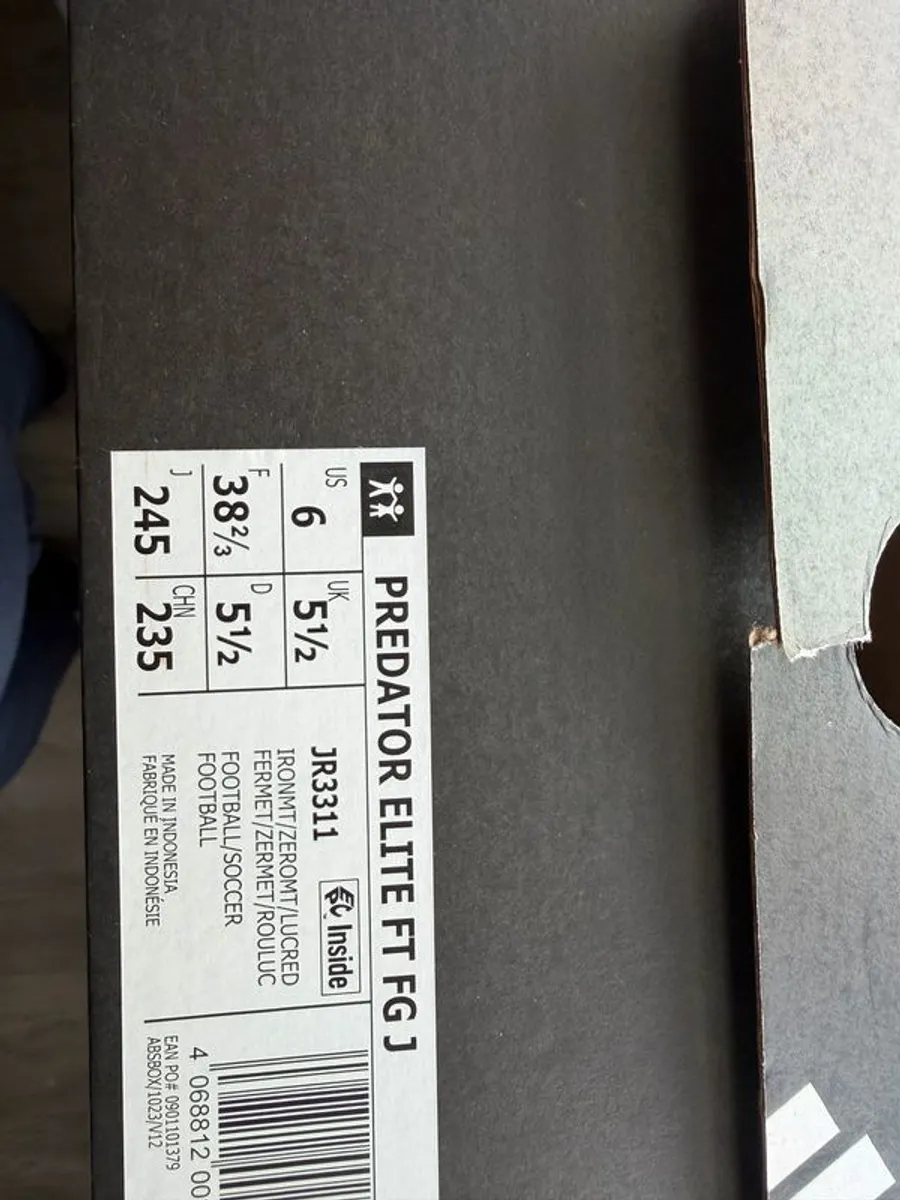 PREDATOR ELITE FT FG J
US 6
UK 5½
F 38⅔
D 5½
J 245
CHN 235
JR3311
Inside
IRONMT/ZEROMT/LUCRED
FERMET/ZERMET/ROULUC
FOOTBALL/SOCCER
FOOTBALL
MADE IN INDONESIA
FABRIQUÉ EN INDONÉSIE
4 068812 00
EAN PO# 0901101379
ABSBOX/1023/V12